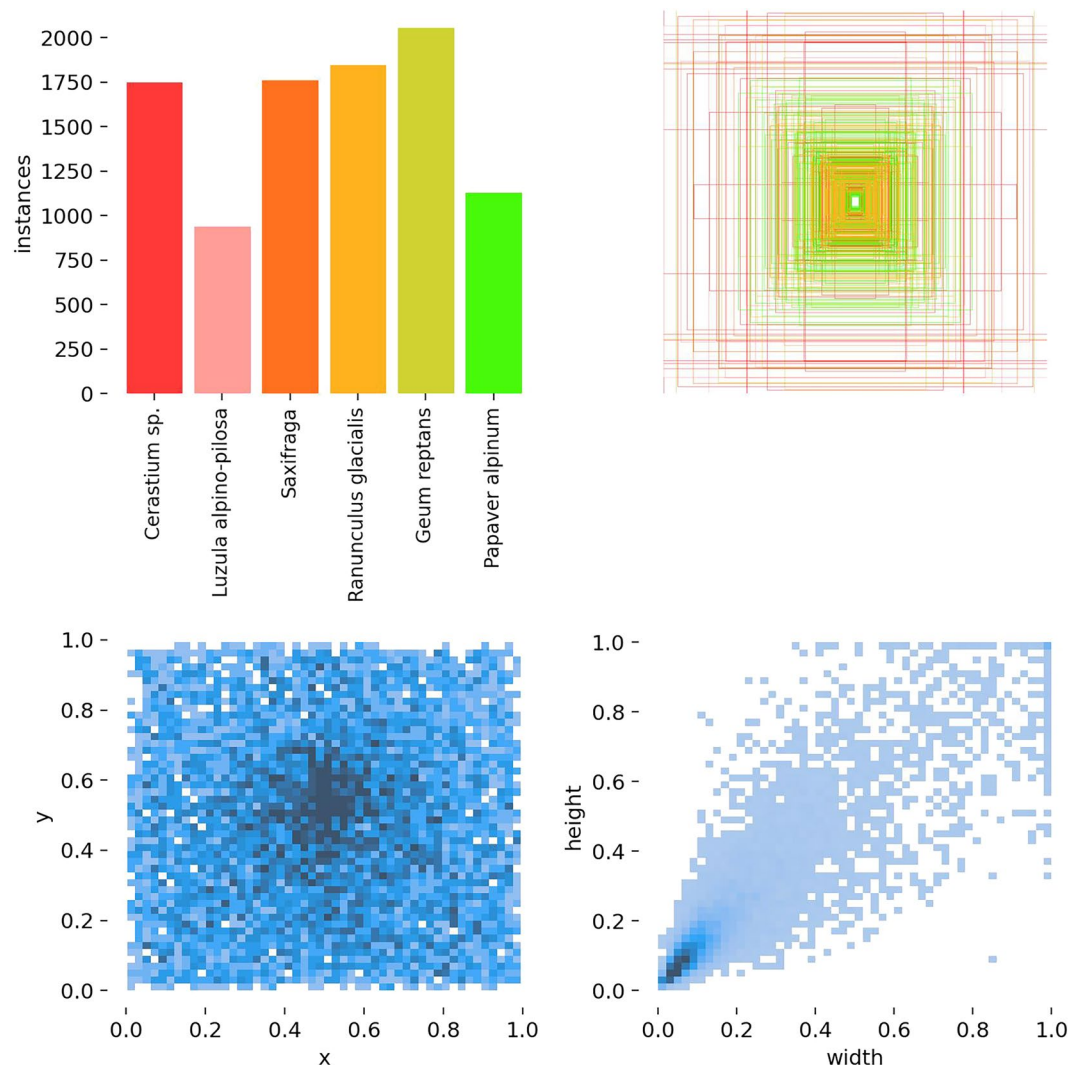 2000
1750
1500
1250
1000
750
500
250
0
instances
Cerastium sp.
Luzula alpino-pilosa
Saxifraga
Ranunculus glacialis
Geum reptans
Papaver alpinum
1.0
0.8
0.6
0.4
0.2
0.0
y
0.0 0.2 0.4 0.6 0.8 1.0
x
1.0
0.8
0.6
0.4
0.2
0.0
height
0.0 0.2 0.4 0.6 0.8 1.0
width